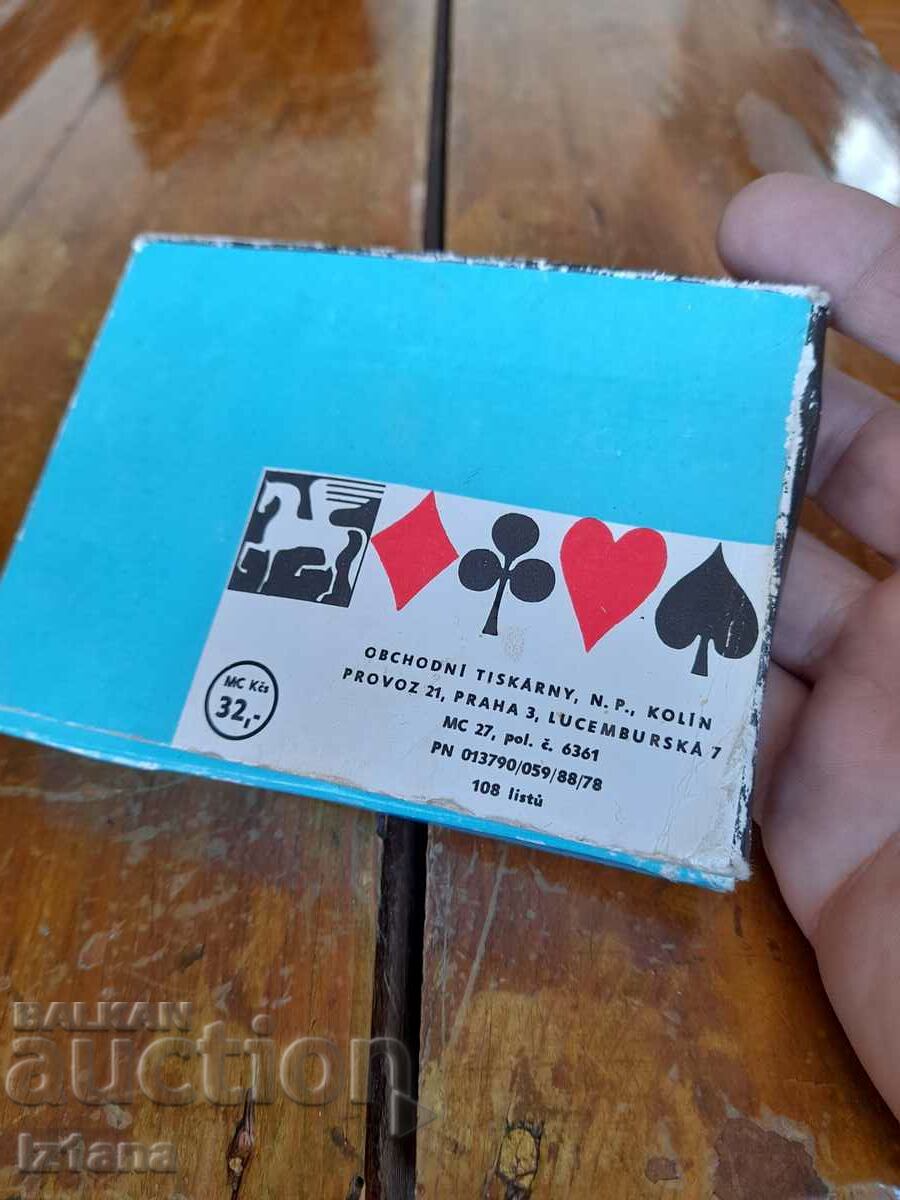 MC Kčs
32,-
OBCHODNÍ TISKÁRNY, N. P., KOLÍN
PROVOZ 21, PRAHA 3, LUCEMBURSKÁ 7
MC 27, pol. č. 6361
PN 013790/059/88/78
108 listů
BALKAN
auction
Iztana